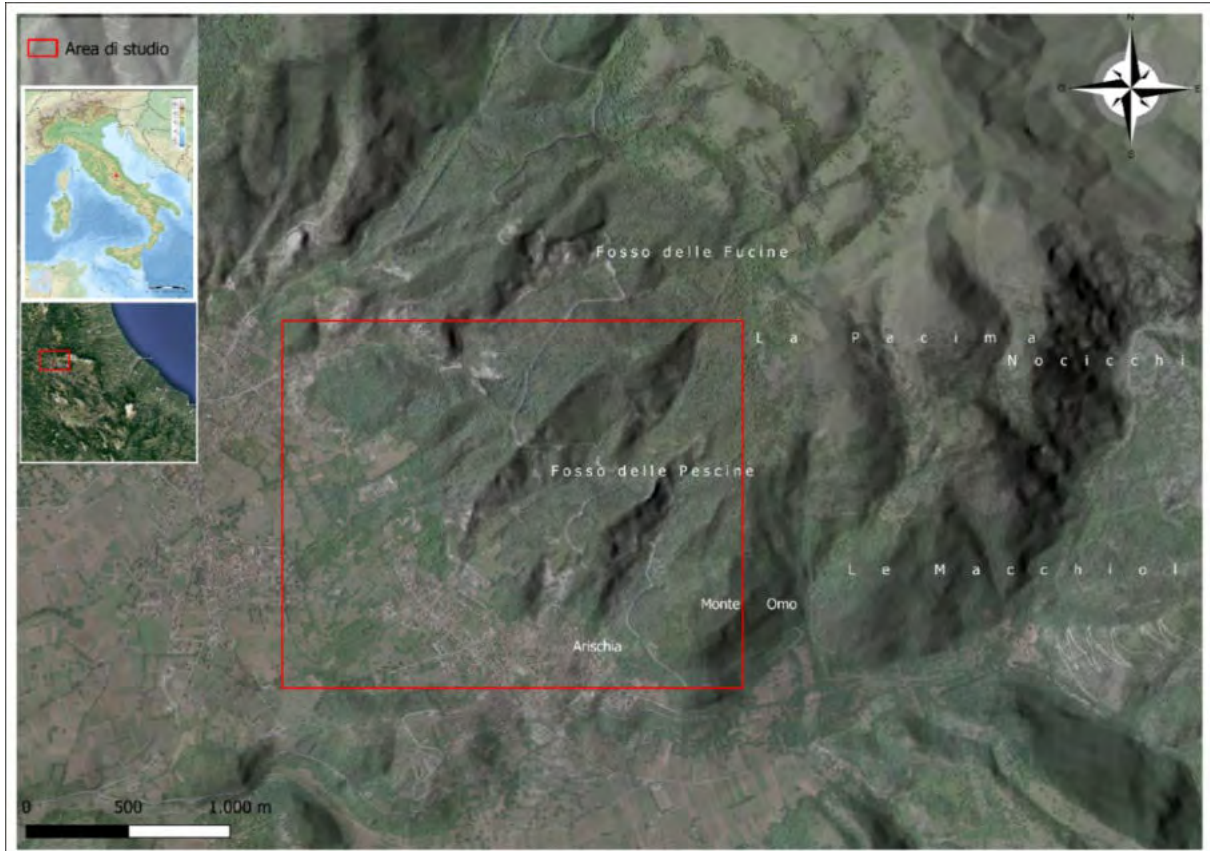 Area di studio
N
O
E
S
Fosso delle Fucine
La Pacima
Nocicchi
Fosso delle Pescine
Le Macchiol
Monte Omo
Arischia
0 500 1.000 m